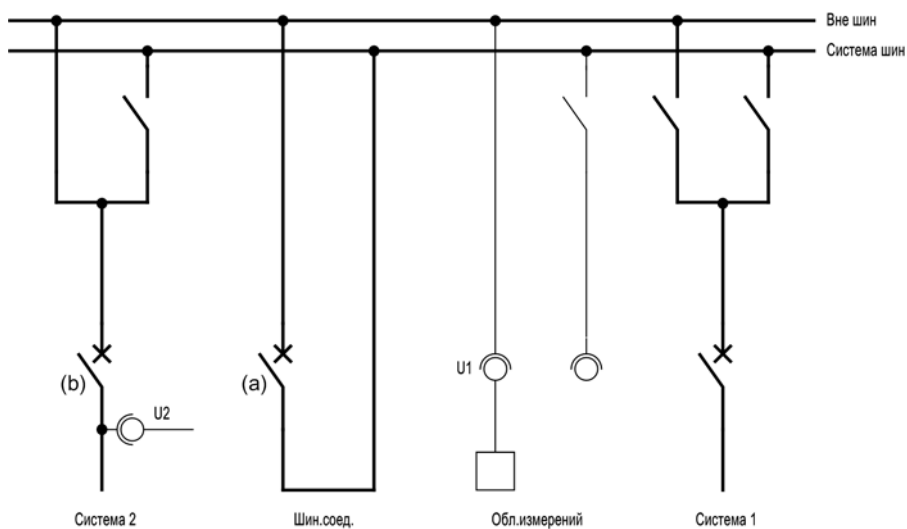 Вне шин
Система шин
U1
(b)
(a)
U2
Система 2
Шин.соед.
Обл.измерений
Система 1